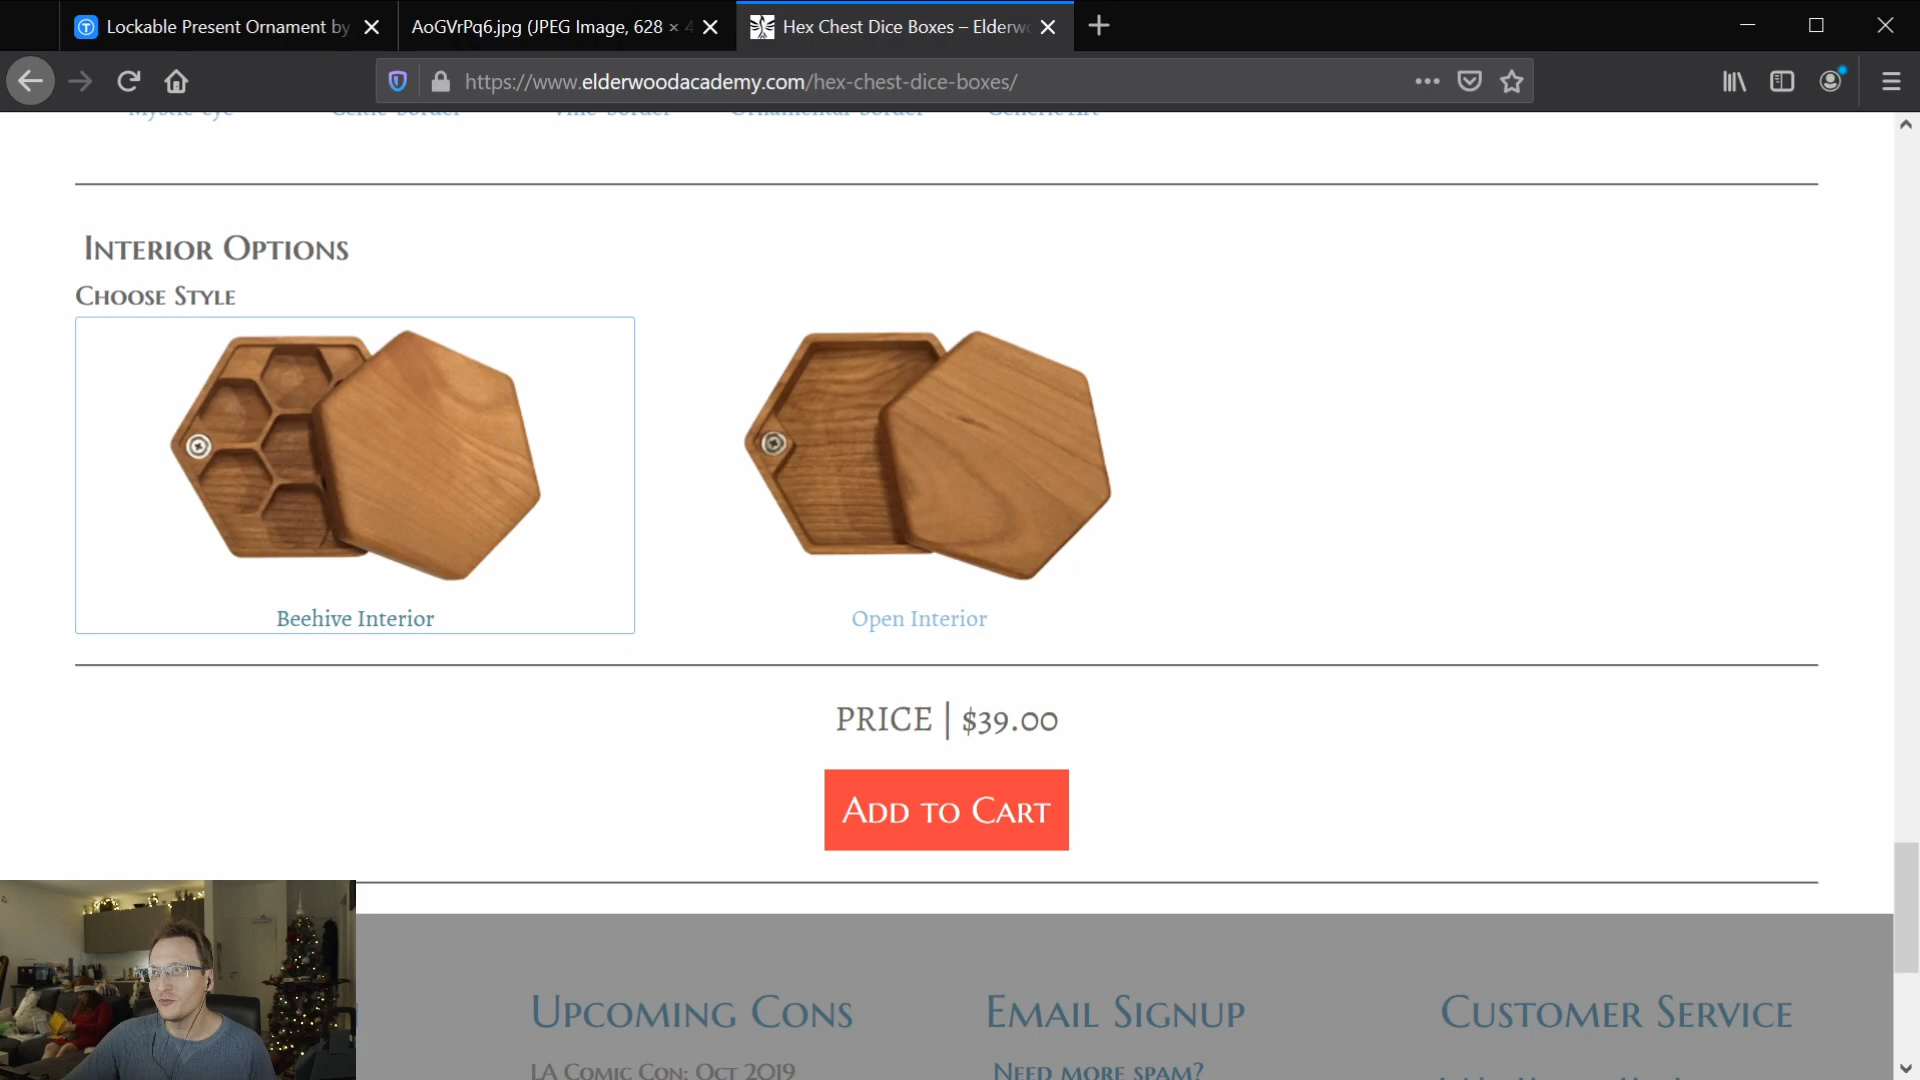 Lockable Present Ornament by
AoGVrPq6.jpg (JPEG Image, 628 × 4
Hex Chest Dice Boxes – Elderwo
https://www.elderwoodacademy.com/hex-chest-dice-boxes/
Mystic-eye Celtic-border Vine-border Ornamental-border
Interior Options
Choose Style
Beehive Interior
Open Interior
PRICE | $39.00
Add to Cart
Upcoming Cons
Email Signup
Customer Service
LA Comic Con: Oct 2019
Need more spam?